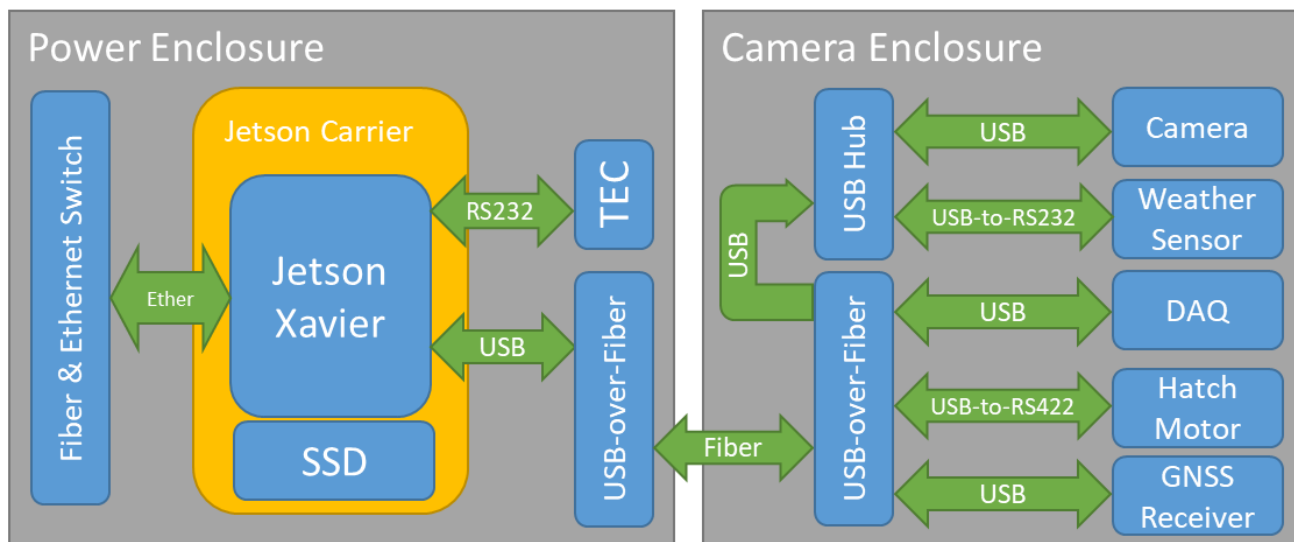 Power Enclosure
Fiber & Ethernet Switch
Ether
Jetson Carrier
Jetson
Xavier
SSD
RS232
TEC
USB
USB-over-Fiber
Fiber
Camera Enclosure
USB Hub
USB
USB-over-Fiber
USB
Camera
USB-to-RS232
Weather
Sensor
USB
DAQ
USB-to-RS422
Hatch
Motor
USB
GNSS
Receiver